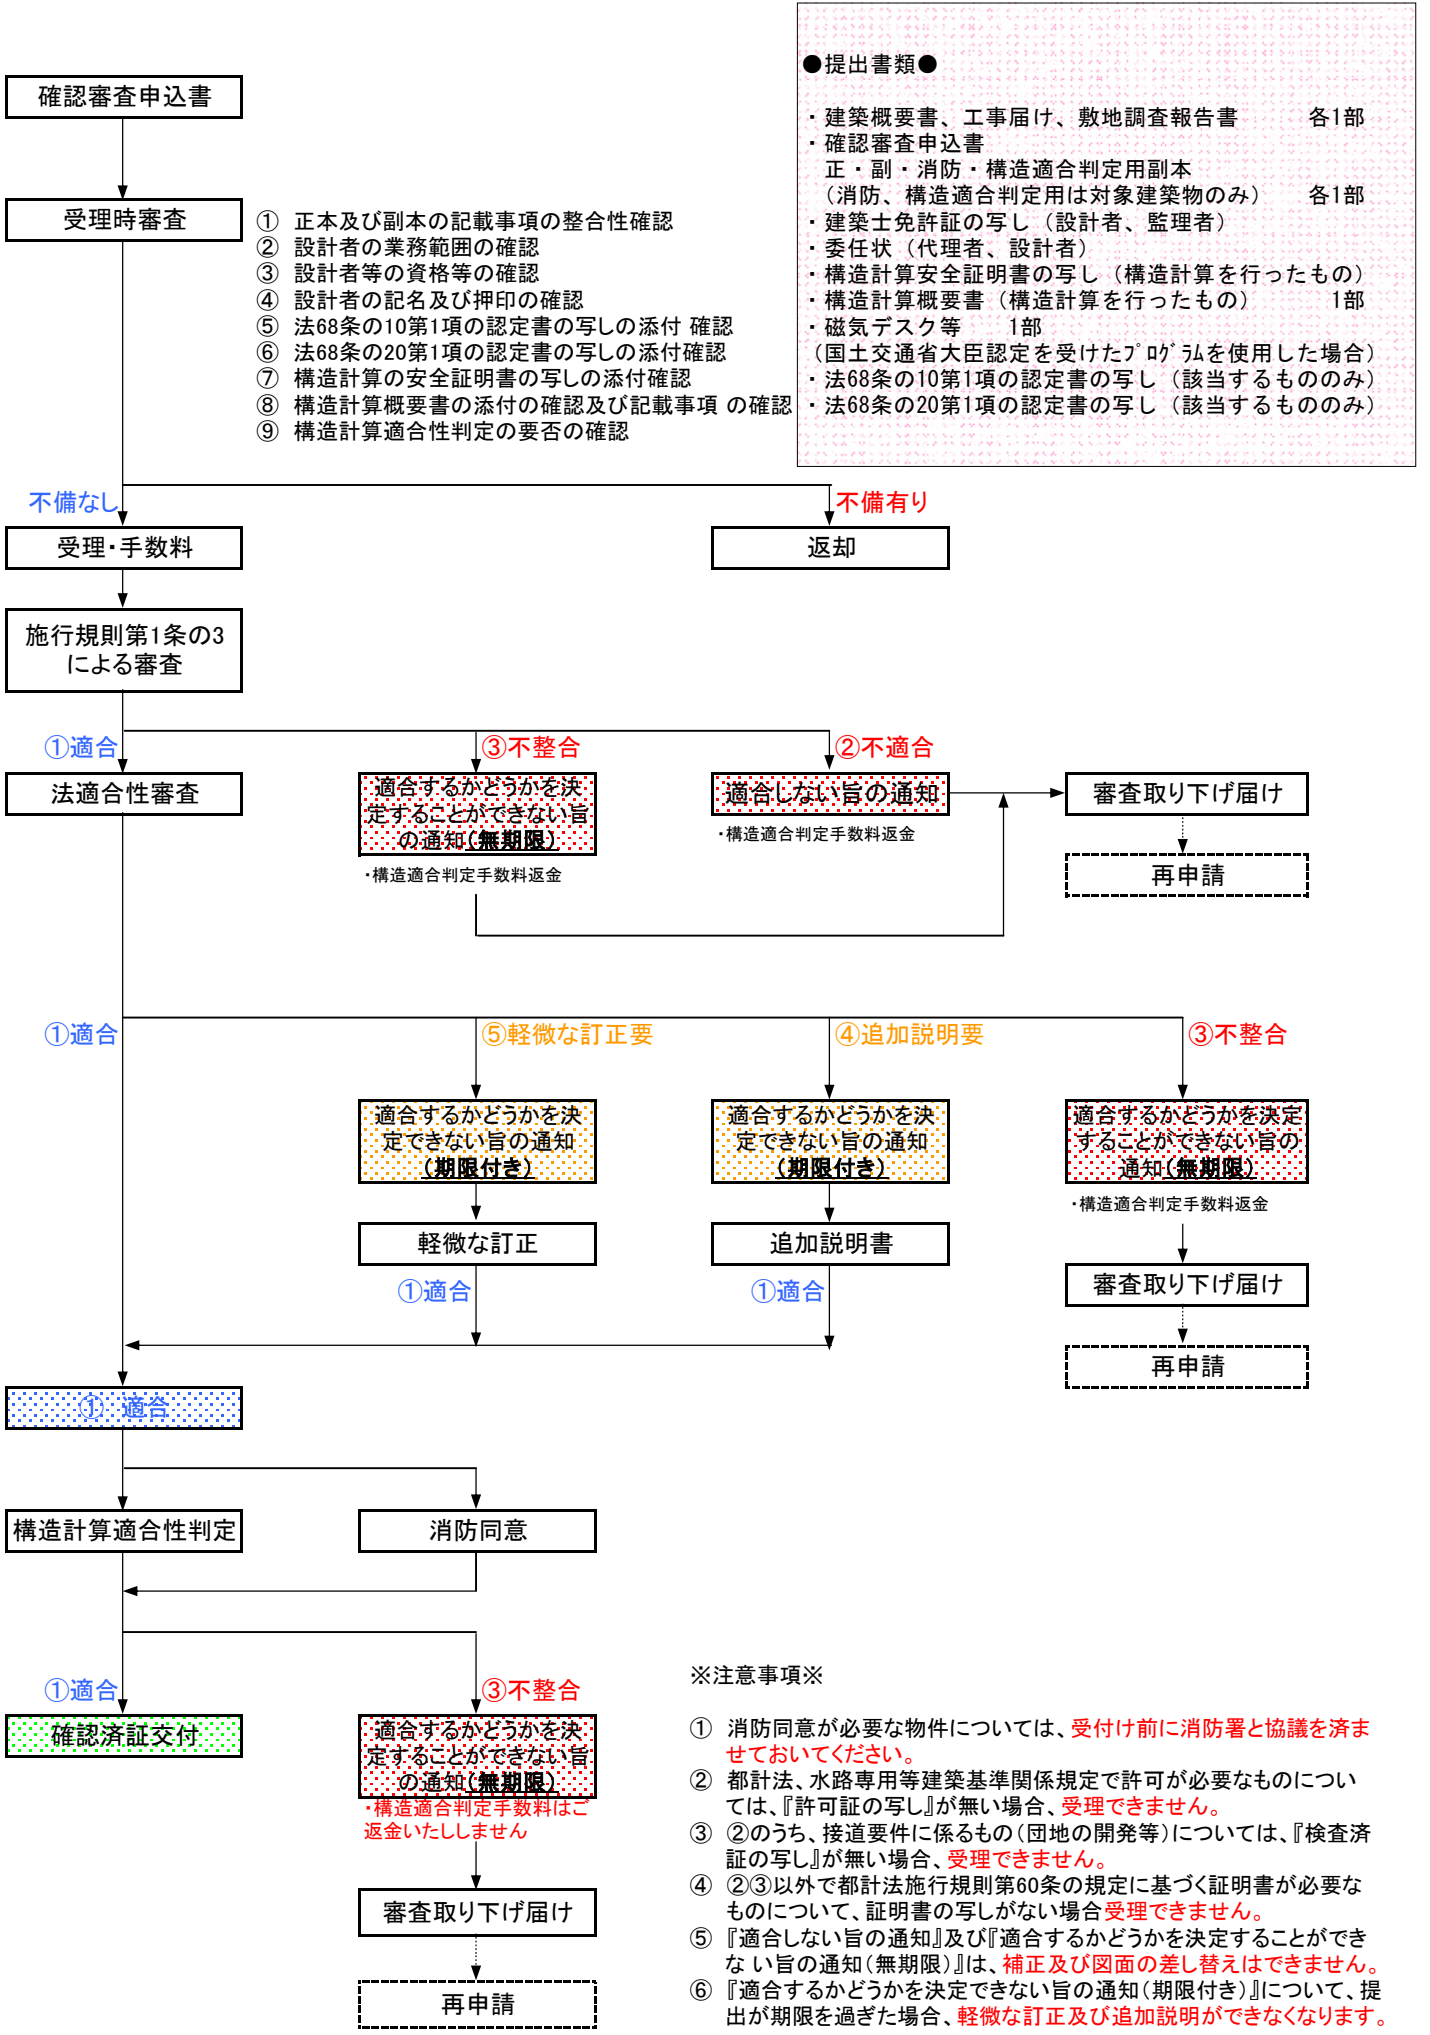 ●提出書類●
・建築概要書、工事届け、敷地調査報告書　　　各1部
・確認審査申込書
正・副・消防・構造適合判定用副本
（消防、構造適合判定用は対象建築物のみ）　　各1部
・建築士免許証の写し（設計者、監理者）
・委任状（代理者、設計者）
・構造計算安全証明書の写し（構造計算を行ったもの）
・構造計算概要書（構造計算を行ったもの）　　　1部
・磁気デスク等　　1部
（国土交通省大臣認定を受けたﾌﾟﾛｸﾞﾗﾑを使用した場合）
・法68条の10第1項の認定書の写し（該当するもののみ）
・法68条の20第1項の認定書の写し（該当するもののみ）
確認審査申込書
受理時審査
① 正本及び副本の記載事項の整合性確認
② 設計者の業務範囲の確認
③ 設計者等の資格等の確認
④ 設計者の記名及び押印の確認
⑤ 法68条の10第1項の認定書の写しの添付 確認
⑥ 法68条の20第1項の認定書の写しの添付確認
⑦ 構造計算の安全証明書の写しの添付確認
⑧ 構造計算概要書の添付の確認及び記載事項 の確認
⑨ 構造計算適合性判定の要否の確認
不備なし
不備有り
受理・手数料
返却
施行規則第1条の3
による審査
①適合
③不整合
②不適合
法適合性審査
適合するかどうかを決
定することができない旨
の通知（無期限）
・構造適合判定手数料返金
適合しない旨の通知
・構造適合判定手数料返金
審査取り下げ届け
再申請
①適合
⑤軽微な訂正要
④追加説明要
③不整合
適合するかどうかを決
定できない旨の通知
（期限付き）
適合するかどうかを決
定できない旨の通知
（期限付き）
適合するかどうかを決定
することができない旨の
通知（無期限）
・構造適合判定手数料返金
軽微な訂正
追加説明書
①適合
①適合
審査取り下げ届け
再申請
① 適合
構造計算適合性判定
消防同意
①適合
③不整合
確認済証交付
適合するかどうかを決
定することができない旨
の通知（無期限）
・構造適合判定手数料はご
返金いたししません
審査取り下げ届け
再申請
※注意事項※
① 消防同意が必要な物件については、受付け前に消防署と協議を済ま
せておいてください。
② 都計法、水路専用等建築基準関係規定で許可が必要なものについ
ては、『許可証の写し』が無い場合、受理できません。
③ ②のうち、接道要件に係るもの（団地の開発等）については、『検査済
証の写し』が無い場合、受理できません。
④ ②③以外で都計法施行規則第60条の規定に基づく証明書が必要な
ものについて、証明書の写しがない場合受理できません。
⑤ 『適合しない旨の通知』及び『適合するかどうかを決定することができ
な い旨の通知（無期限）』は、補正及び図面の差し替えはできません。
⑥ 『適合するかどうかを決定できない旨の通知（期限付き）』について、提
出が期限を過ぎた場合、軽微な訂正及び追加説明ができなくなります。